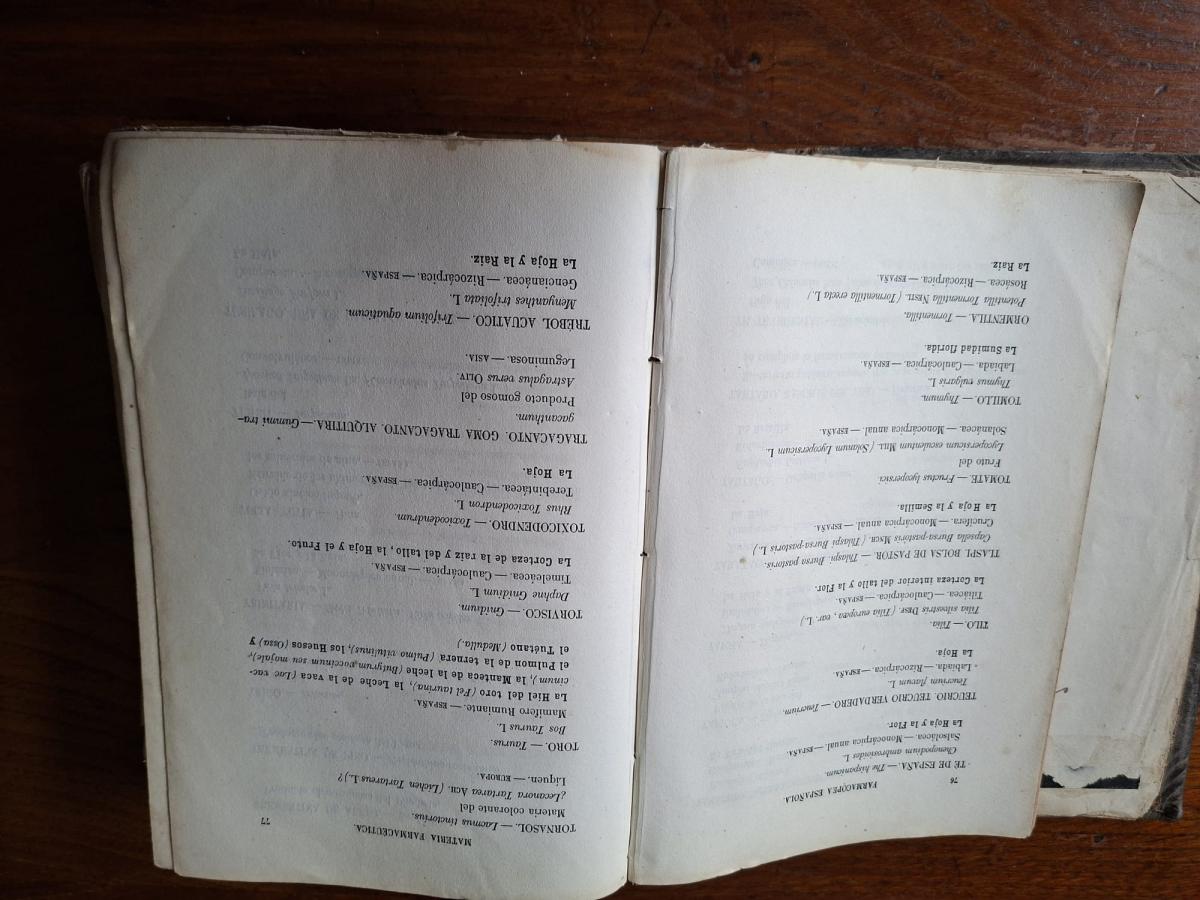 76
FARMACOPEA ESPAÑOLA.
TE DE ESPAÑA. — The hispanicum.
Chenopodium ambrosioides L
Salsolácea. — Monocárpica anual. — ESPAÑA.
La Hoja y la Flor.
TEUCRIO. TEUCRIO VERDADERO. — Teucrium.
Teucrium flavum L
Labiada. — Rizocárpica. — ESPAÑA.
La Hoja.
TILO. — Tilia.
Tilia silvestris DESF. (Tilia europæa, var. L.)
Tiliácea. — Caulocárpica. — ESPAÑA.
La Corteza interior del tallo y la Flor.
TLASPI BOLSA DE PASTOR. — Thlaspi. Bursa pastoris.
Capsella Bursa-pastóris MNCH (Thlaspi Bursa-pastoris L.)
Crucífera. — Monocárpica anual. — ESPAÑA.
La Hoja y la Semilla.
TOMATE. — Fructus lycopersici
Fruto del
Lycopersicum esculentum MILL (Solanum Lycopersicum L
Solanácea. — Monocárpica anual. — ESPAÑA.
TOMILLO. — Thymum.
Thymus vulgaris L
Labiada. — Caulocárpica. — ESPAÑA.
La Sumidad florida.
ORMENTILA. — Tormentilla.
Potentilla Tormentilla NESTL (Tormentilla erecta L)
Rosácea. — Rizocárpica. — ESPAÑA.
La Raiz.
MATERIA FARMACEUTICA.
77
TORNASOL. — Lacmus tinctorius.
Materia colorante del
¿Lecanora Tartarea ACH (Lichen Tartareus L.)?
Liquen. — EUROPA.
TORO. — Taurus.
Bos Taurus L
Mamífero Rumiante. — ESPAÑA.
La Hiel del toro (Fel taurina), la Leche de la vaca (Lac vac-
cinum), la Manteca de la leche (Butyrum vaccinum seu majale),
el Pulmon de la ternera (Pulmo vitulinus), los Huesos (Ossa) y
el Tutano (Medulla.)
TORVISCO. — Gnidium.
Daphne Gnidium L
Timeleácea. — Caulocárpica. — ESPAÑA.
La Corteza de la raiz y del tallo, la Hoja y el Fruto.
TOXICODENDRO. — Toxicodendrum.
Rhus Toxicodendron L
Terebintácea. — Caulocárpica. — ESPAÑA.
La Hoja.
TRAGACANTO. GOMA TRAGACANTO. ALQUITIRA. — Gummi tra-
gacanthum.
Producto gomoso del
Astragalus verus OLIV.
Leguminosa. — ASIA.
TRÉBOL ACUATICO. — Trifolium aquaticum.
Menyanthes trifoliata L
Gencianácea. — Rizocárpica. — ESPAÑA.
La Hoja y la Raiz.